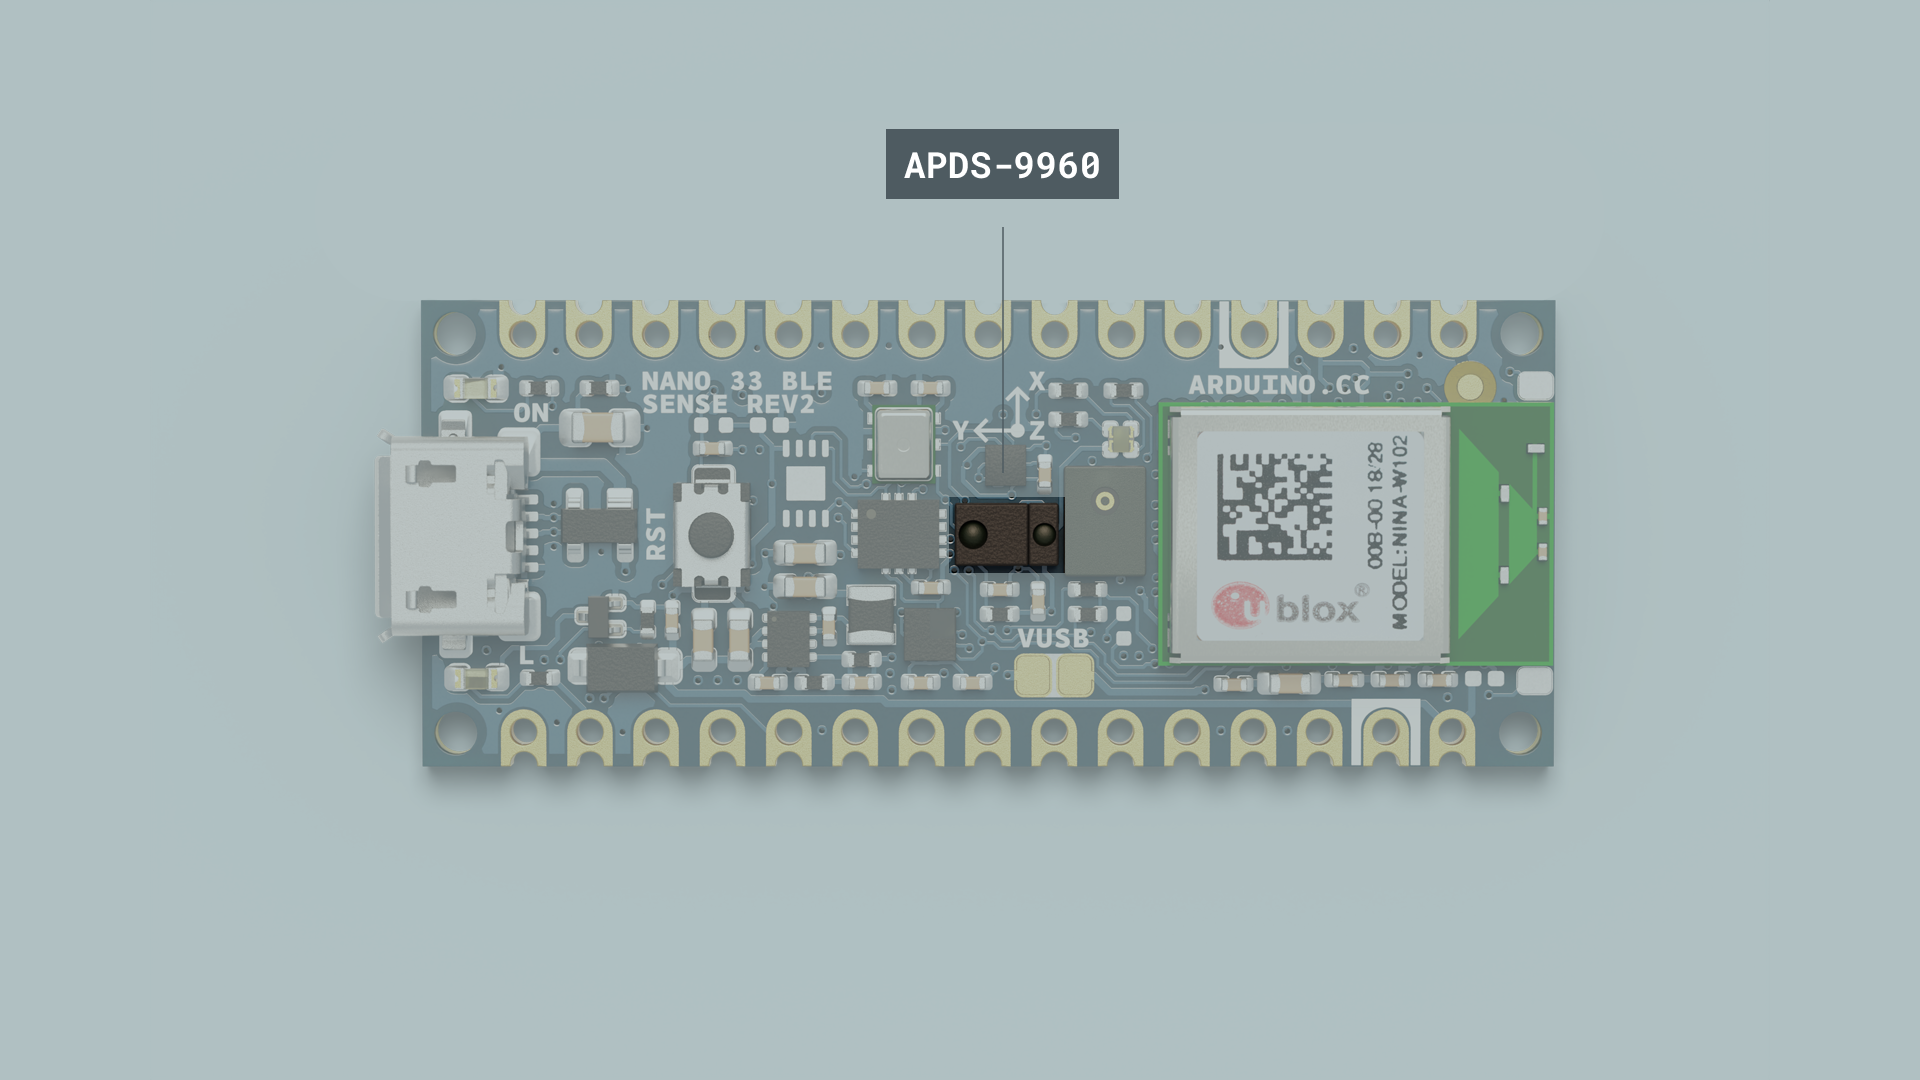 APDS-9960
NANO 33 BLE
SENSE REV2
X
Y
Z
ARDUINO.CC
ON
RST
L
VUSB
00B-00 18/28
MODEL:NINA-W102
blox®